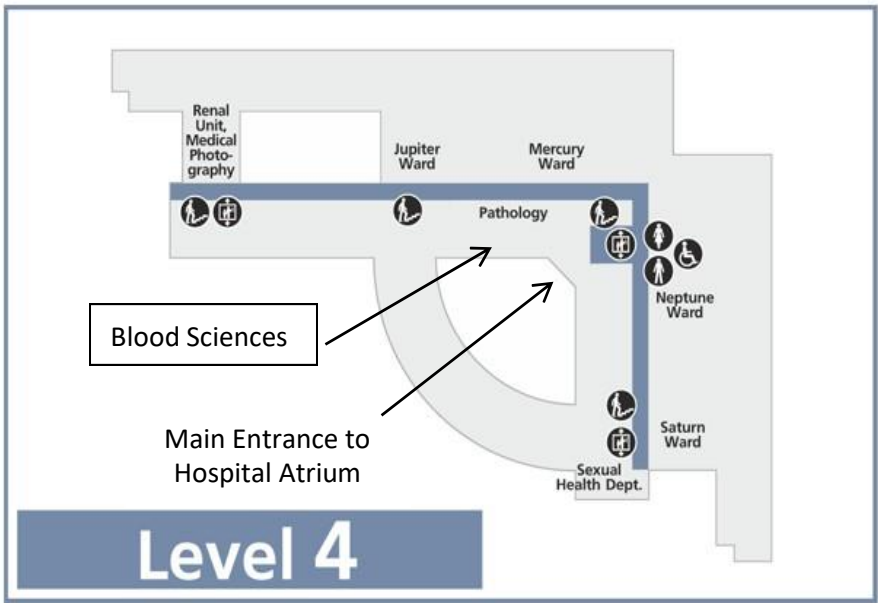 Renal
Unit,
Medical
Photo-
graphy
Jupiter
Ward
Mercury
Ward
Pathology
Neptune
Ward
Blood Sciences
Main Entrance to
Hospital Atrium
Saturn
Ward
Sexual
Health Dept.
Level 4